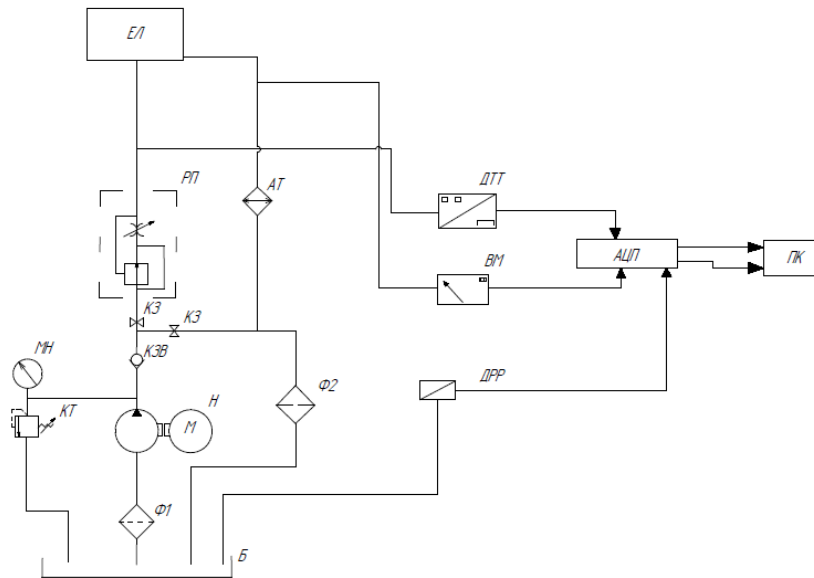 ЕЛ
РП
АТ
ДТТ
АЦП
ПК
ВМ
КЗ
КЗ
МН
КЗВ
КТ
Н
М
Ф2
ДРР
Ф1
Б